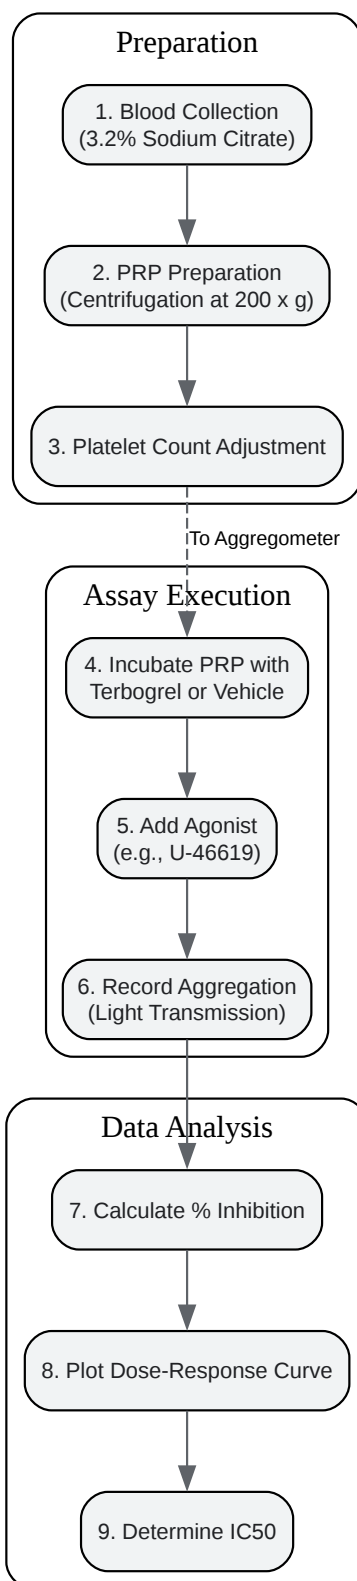 Preparation
1. Blood Collection
(3.2% Sodium Citrate)
2. PRP Preparation
(Centrifugation at 200 x g)
3. Platelet Count Adjustment
To Aggregometer
Assay Execution
4. Incubate PRP with
Terbogrel or Vehicle
5. Add Agonist
(e.g., U-46619)
6. Record Aggregation
(Light Transmission)
Data Analysis
7. Calculate % Inhibition
8. Plot Dose-Response Curve
9. Determine IC50